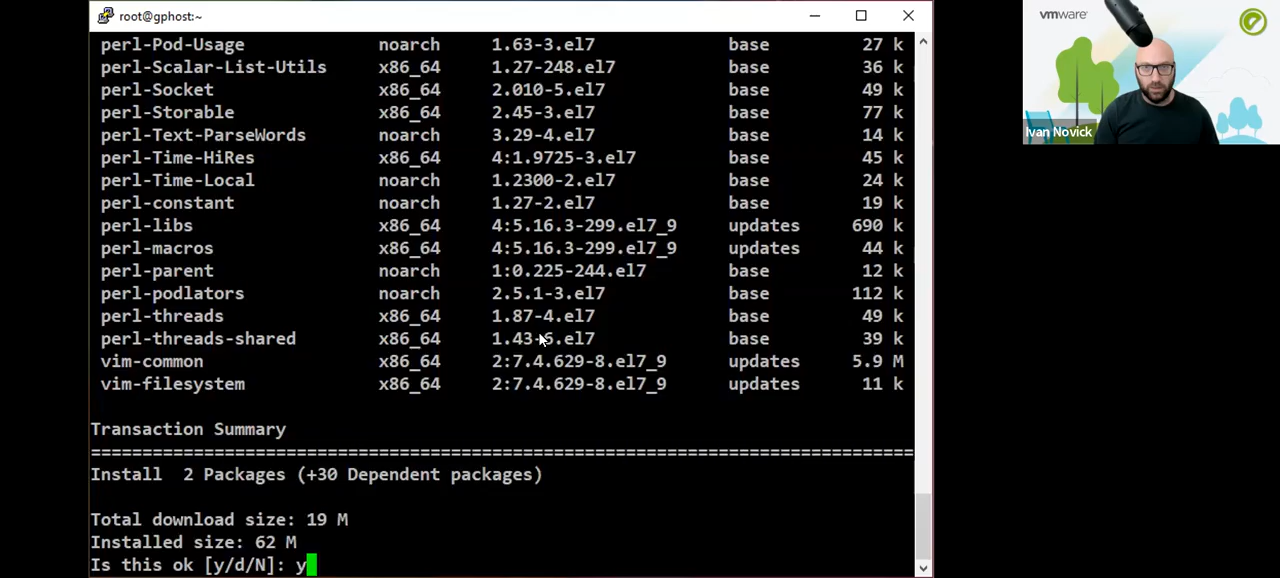 root@gphost:~
perl-Pod-Usage noarch 1.63-3.el7 base 27 k
perl-Scalar-List-Utils x86_64 1.27-248.el7 base 36 k
perl-Socket x86_64 2.010-5.el7 base 49 k
perl-Storable x86_64 2.45-3.el7 base 77 k
perl-Text-ParseWords noarch 3.29-4.el7 base 14 k
perl-Time-HiRes x86_64 4:1.9725-3.el7 base 45 k
perl-Time-Local noarch 1.2300-2.el7 base 24 k
perl-constant noarch 1.27-2.el7 base 19 k
perl-libs x86_64 4:5.16.3-299.el7_9 updates 690 k
perl-macros x86_64 4:5.16.3-299.el7_9 updates 44 k
perl-parent noarch 1:0.225-244.el7 base 12 k
perl-podlators noarch 2.5.1-3.el7 base 112 k
perl-threads x86_64 1.87-4.el7 base 49 k
perl-threads-shared x86_64 1.43-6.el7 base 39 k
vim-common x86_64 2:7.4.629-8.el7_9 updates 5.9 M
vim-filesystem x86_64 2:7.4.629-8.el7_9 updates 11 k
Transaction Summary
================================================================================
Install 2 Packages (+30 Dependent packages)
Total download size: 19 M
Installed size: 62 M
Is this ok [y/d/N]: y
vmware
Ivan Novick